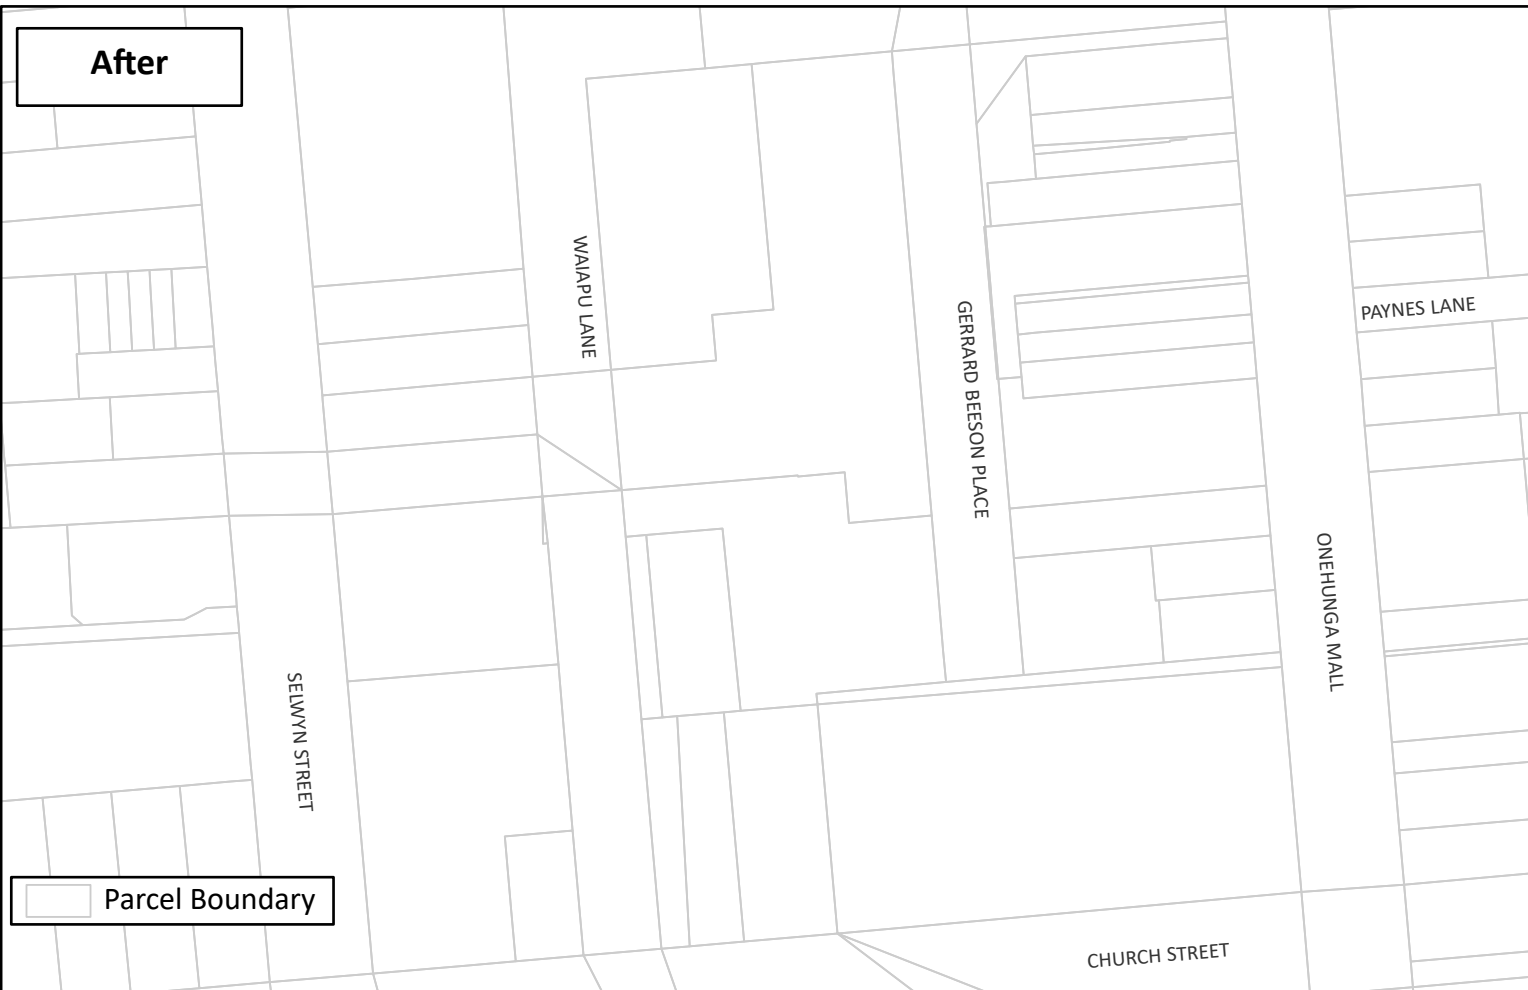 After
WAIAPU LANE
GERRARD BEESON PLACE
PAYNES LANE
ONEHUNGA MALL
SELWYN STREET
Parcel Boundary
CHURCH STREET